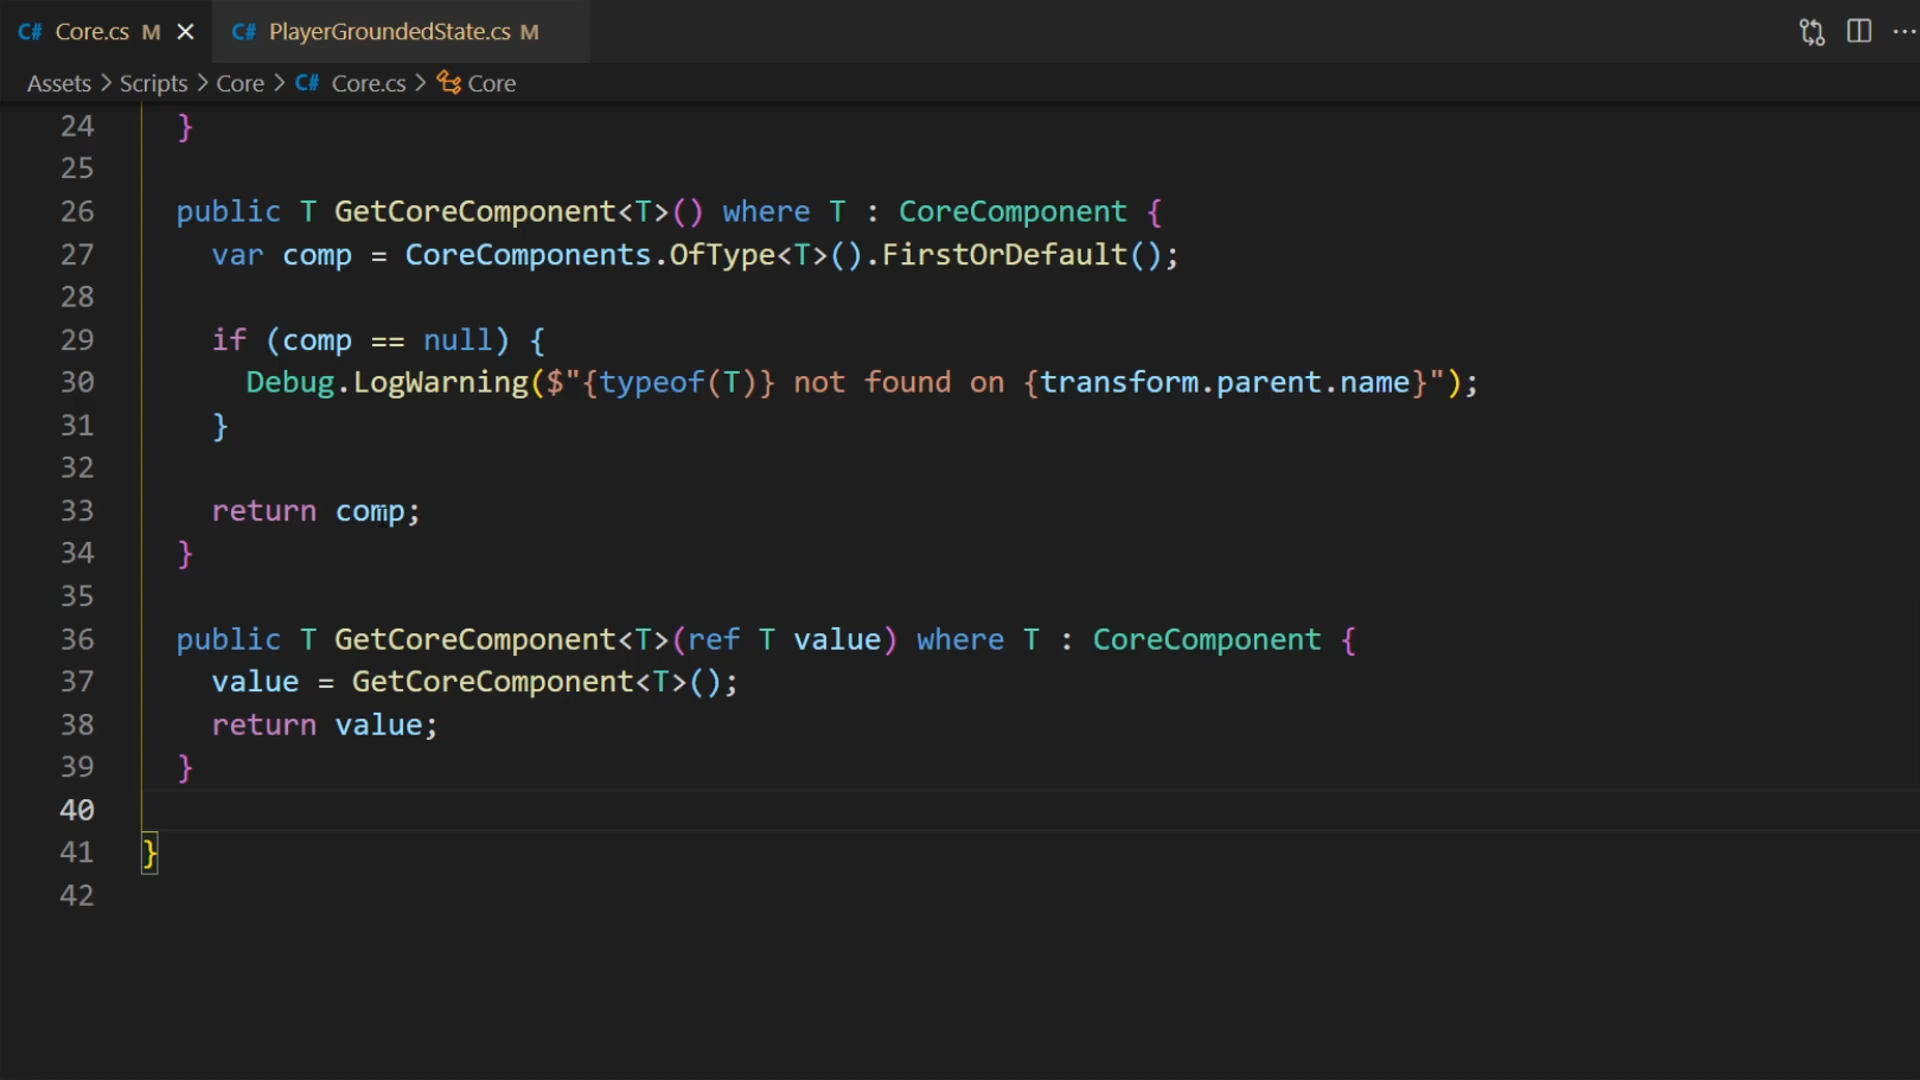 C# Core.cs M × C# PlayerGroundedState.cs M
Assets > Scripts > Core > C# Core.cs > Core
24 }
25
26 public T GetCoreComponent<T>() where T : CoreComponent {
27 var comp = CoreComponents.OfType<T>().FirstOrDefault();
28
29 if (comp == null) {
30 Debug.LogWarning($"{typeof(T)} not found on {transform.parent.name}");
31 }
32
33 return comp;
34 }
35
36 public T GetCoreComponent<T>(ref T value) where T : CoreComponent {
37 value = GetCoreComponent<T>();
38 return value;
39 }
40
41 }
42